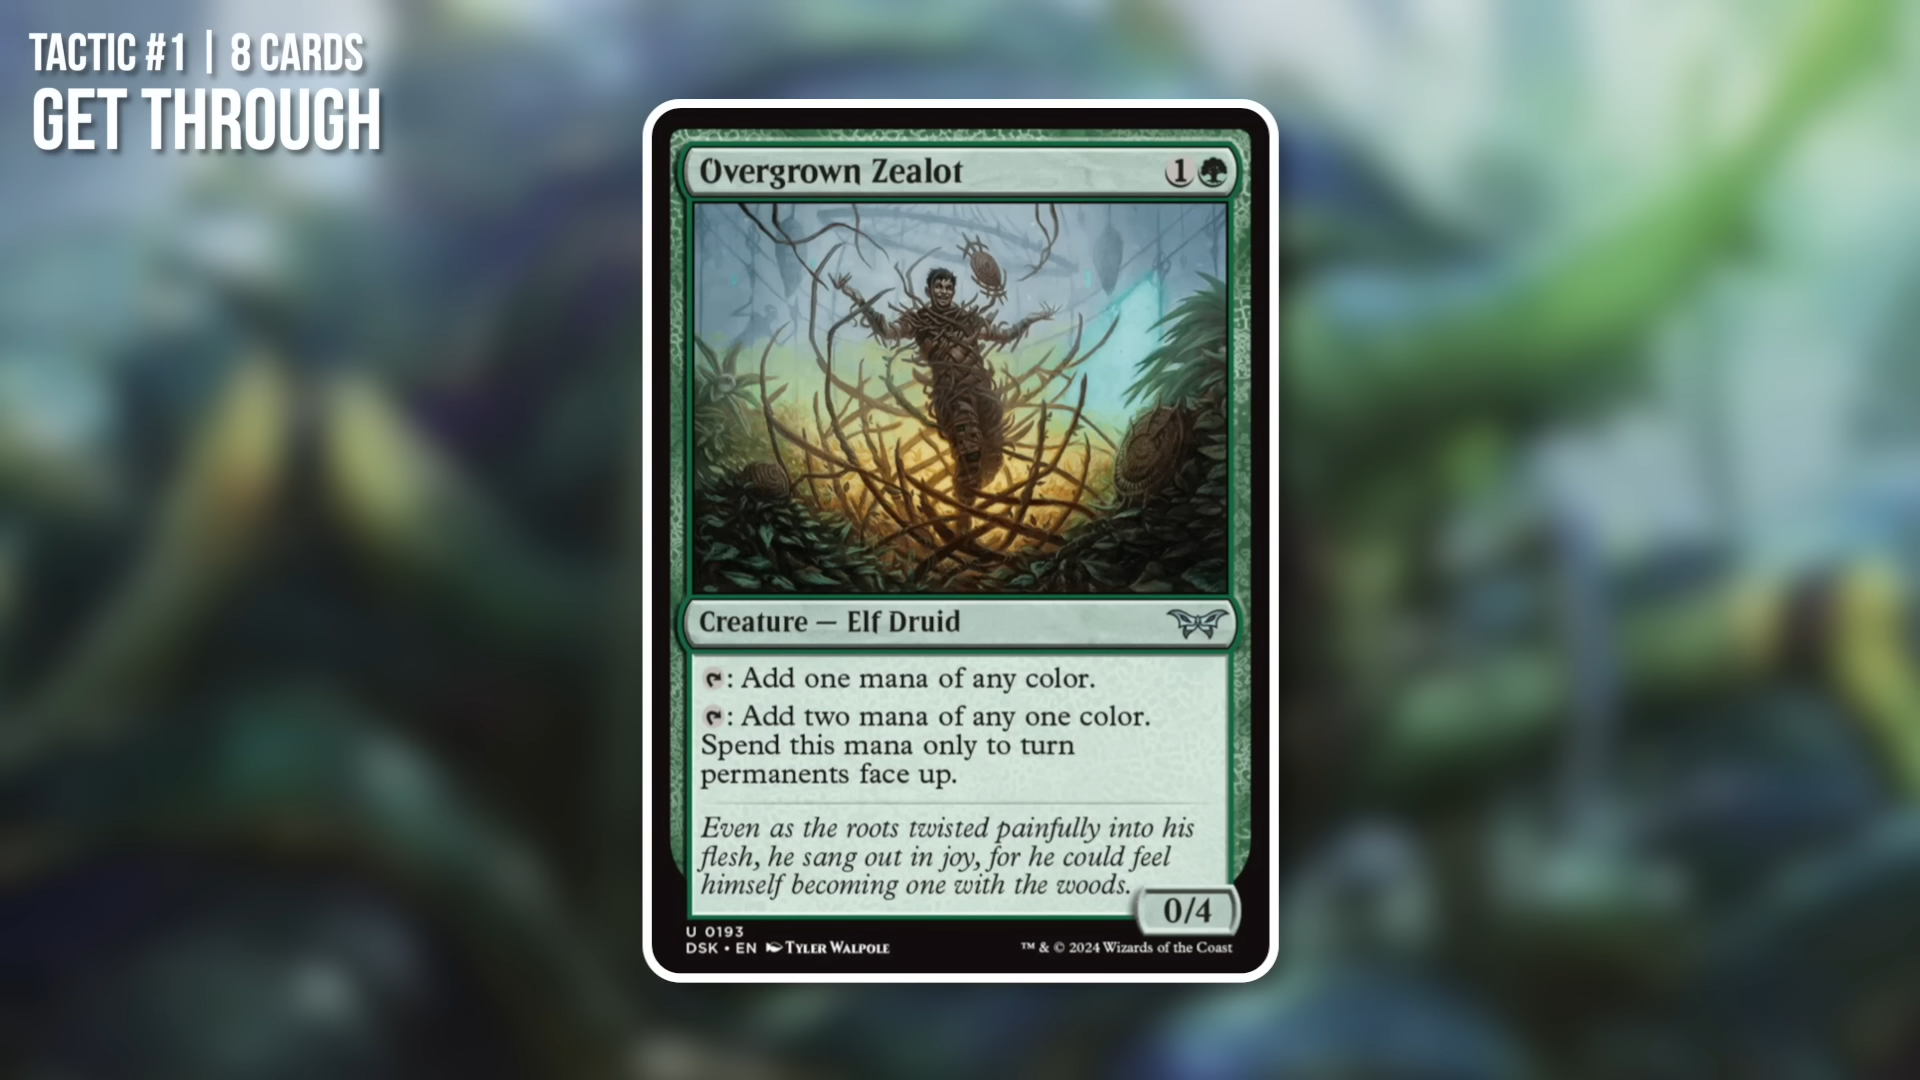 TACTIC #1 | 8 CARDS
GET THROUGH
Overgrown Zealot 1
Creature — Elf Druid
: Add one mana of any color.
: Add two mana of any one color.
Spend this mana only to turn
permanents face up.
Even as the roots twisted painfully into his
flesh, he sang out in joy, for he could feel
himself becoming one with the woods.
0/4
U 0193
DSK • EN TYLER WALPOLE
™ & © 2024 Wizards of the Coast